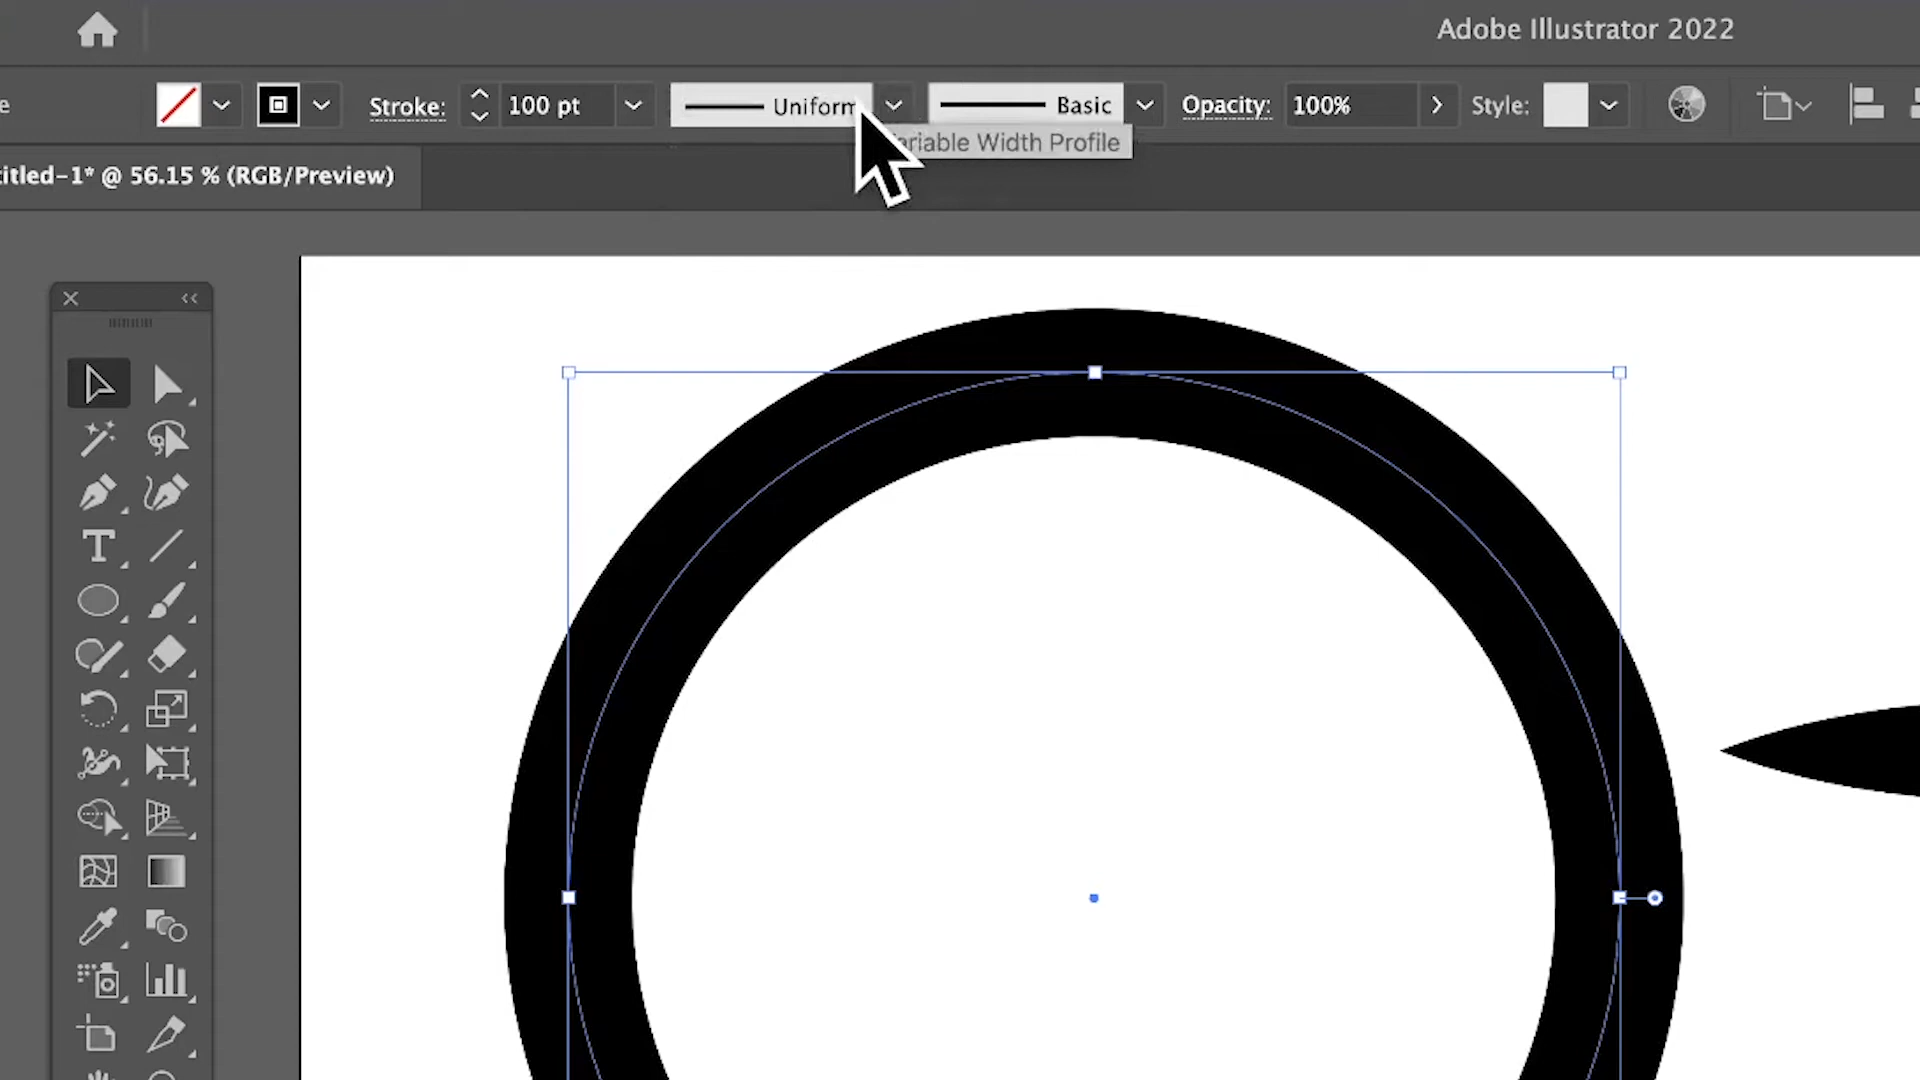 Adobe Illustrator 2022
e
Stroke: 100 pt Uniform Basic Opacity: 100% Style:
ariable Width Profile
itled-1* @ 56.15 % (RGB/Preview)